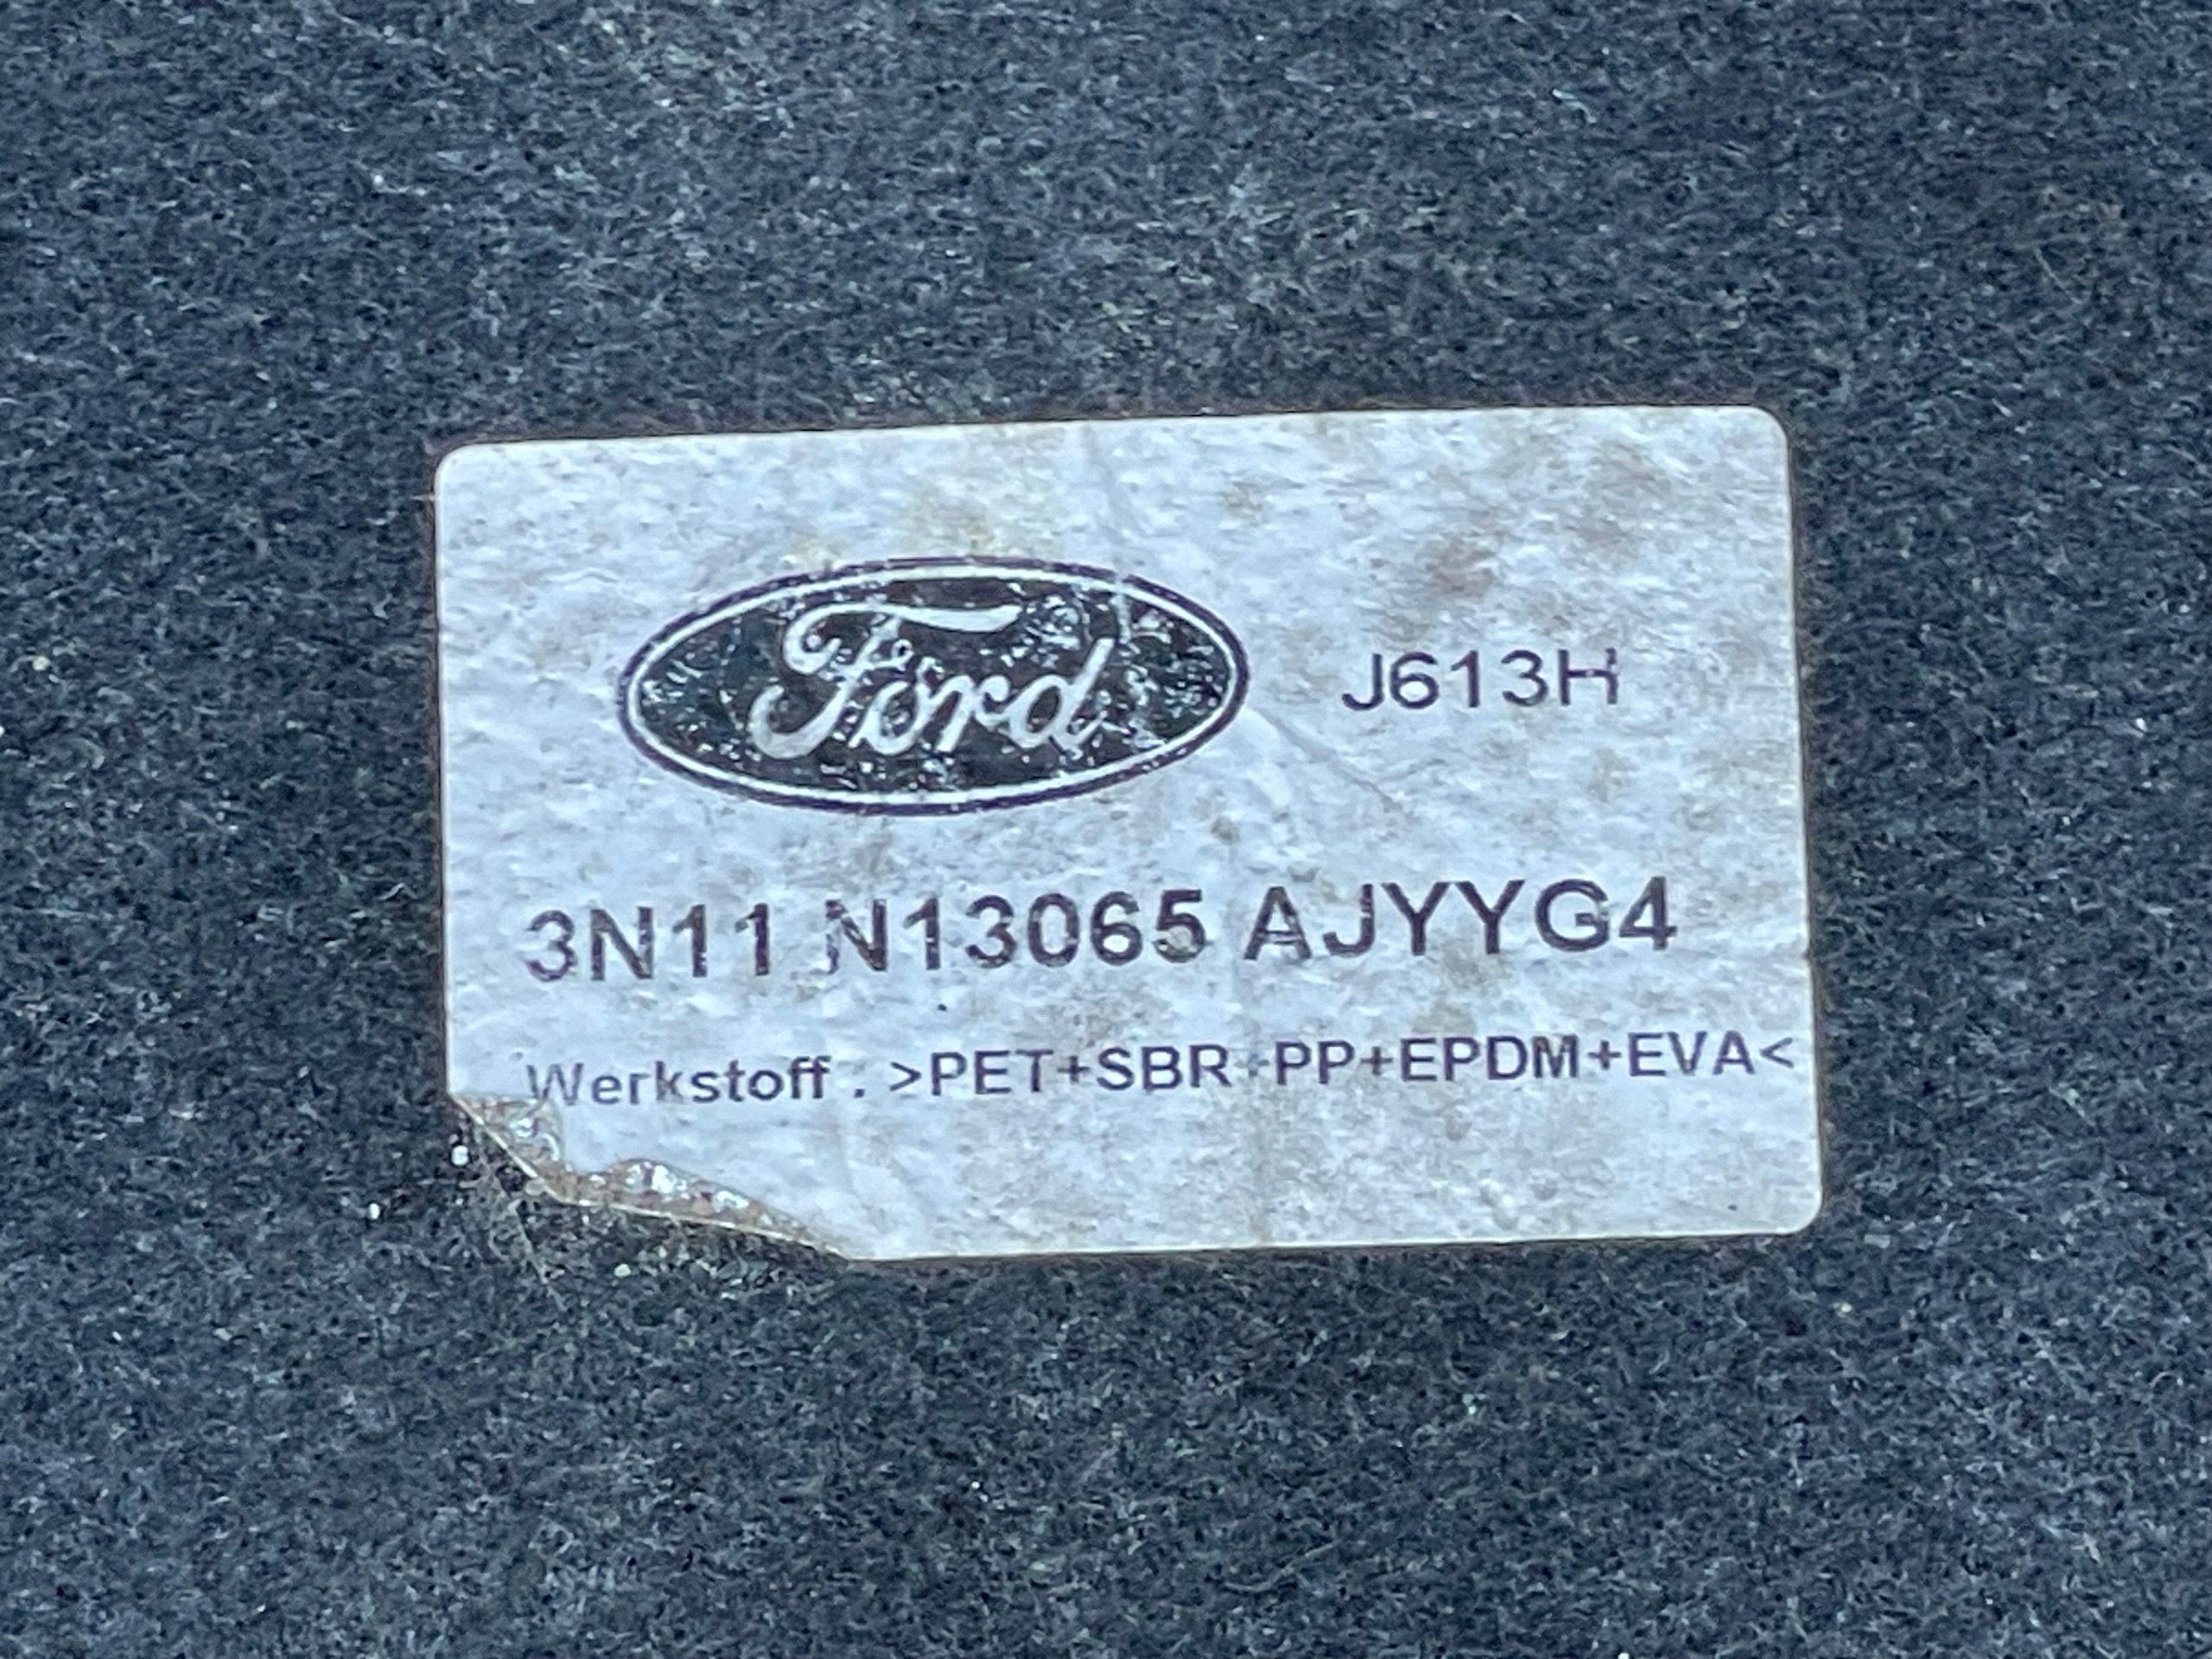 Ford J613H
3N11 N13065 AJYYG4
Werkstoff . >PET+SBR+PP+EPDM+EVA<